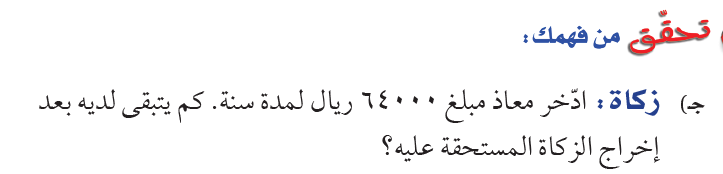 تحقّق من فهمك:
جـ) زكاة: ادّخر معاذ مبلغ ٦٤٠٠٠ ريال لمدة سنة. كم يتبقى لديه بعد
إخراج الزكاة المستحقة عليه؟